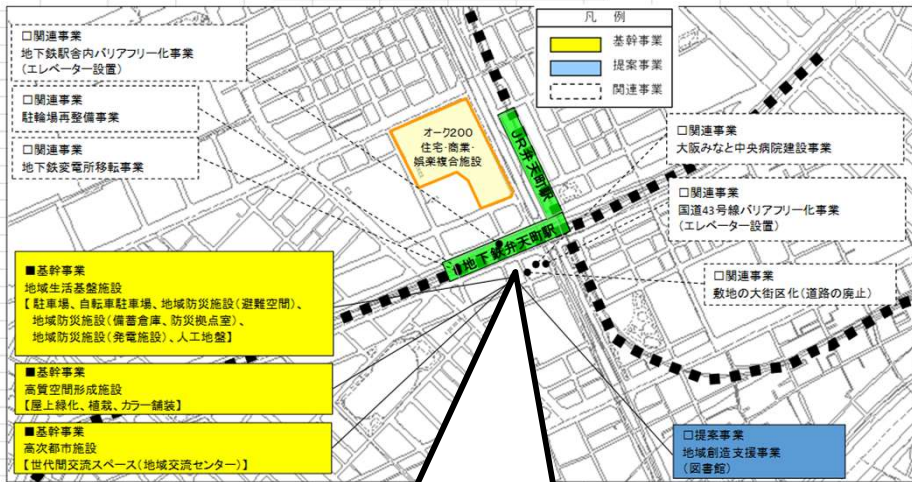 凡 例
基幹事業
提案事業
関連事業
□関連事業
地下鉄駅舎内バリアフリー化事業
(エレベーター設置)
□関連事業
駐輪場再整備事業
□関連事業
地下鉄変電所移転事業
オーク200
住宅・商業・
娯楽複合施設
JR弁天町駅
地下鉄弁天町駅
□関連事業
大阪みなと中央病院建設事業
□関連事業
国道43号線バリアフリー化事業
(エレベーター設置)
□関連事業
敷地の大街区化(道路の廃止)
■基幹事業
地域生活基盤施設
【駐車場、自転車駐車場、地域防災施設(避難空間)、
地域防災施設(備蓄倉庫、防災拠点室)、
地域防災施設(発電施設)、人工地盤】
■基幹事業
高質空間形成施設
【屋上緑化、植栽、カラー舗装】
■基幹事業
高次都市施設
【世代間交流スペース(地域交流センター)】
□提案事業
地域創造支援事業
(図書館)